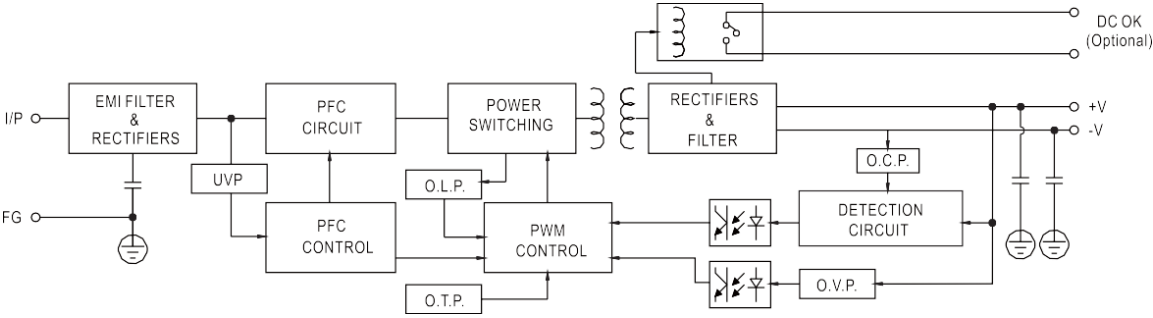 DC OK
(Optional)
I/P
EMI FILTER
&
RECTIFIERS
PFC
CIRCUIT
POWER
SWITCHING
RECTIFIERS
&
FILTER
+V
-V
UVP
O.L.P.
O.C.P.
FG
PFC
CONTROL
PWM
CONTROL
DETECTION
CIRCUIT
O.T.P.
O.V.P.